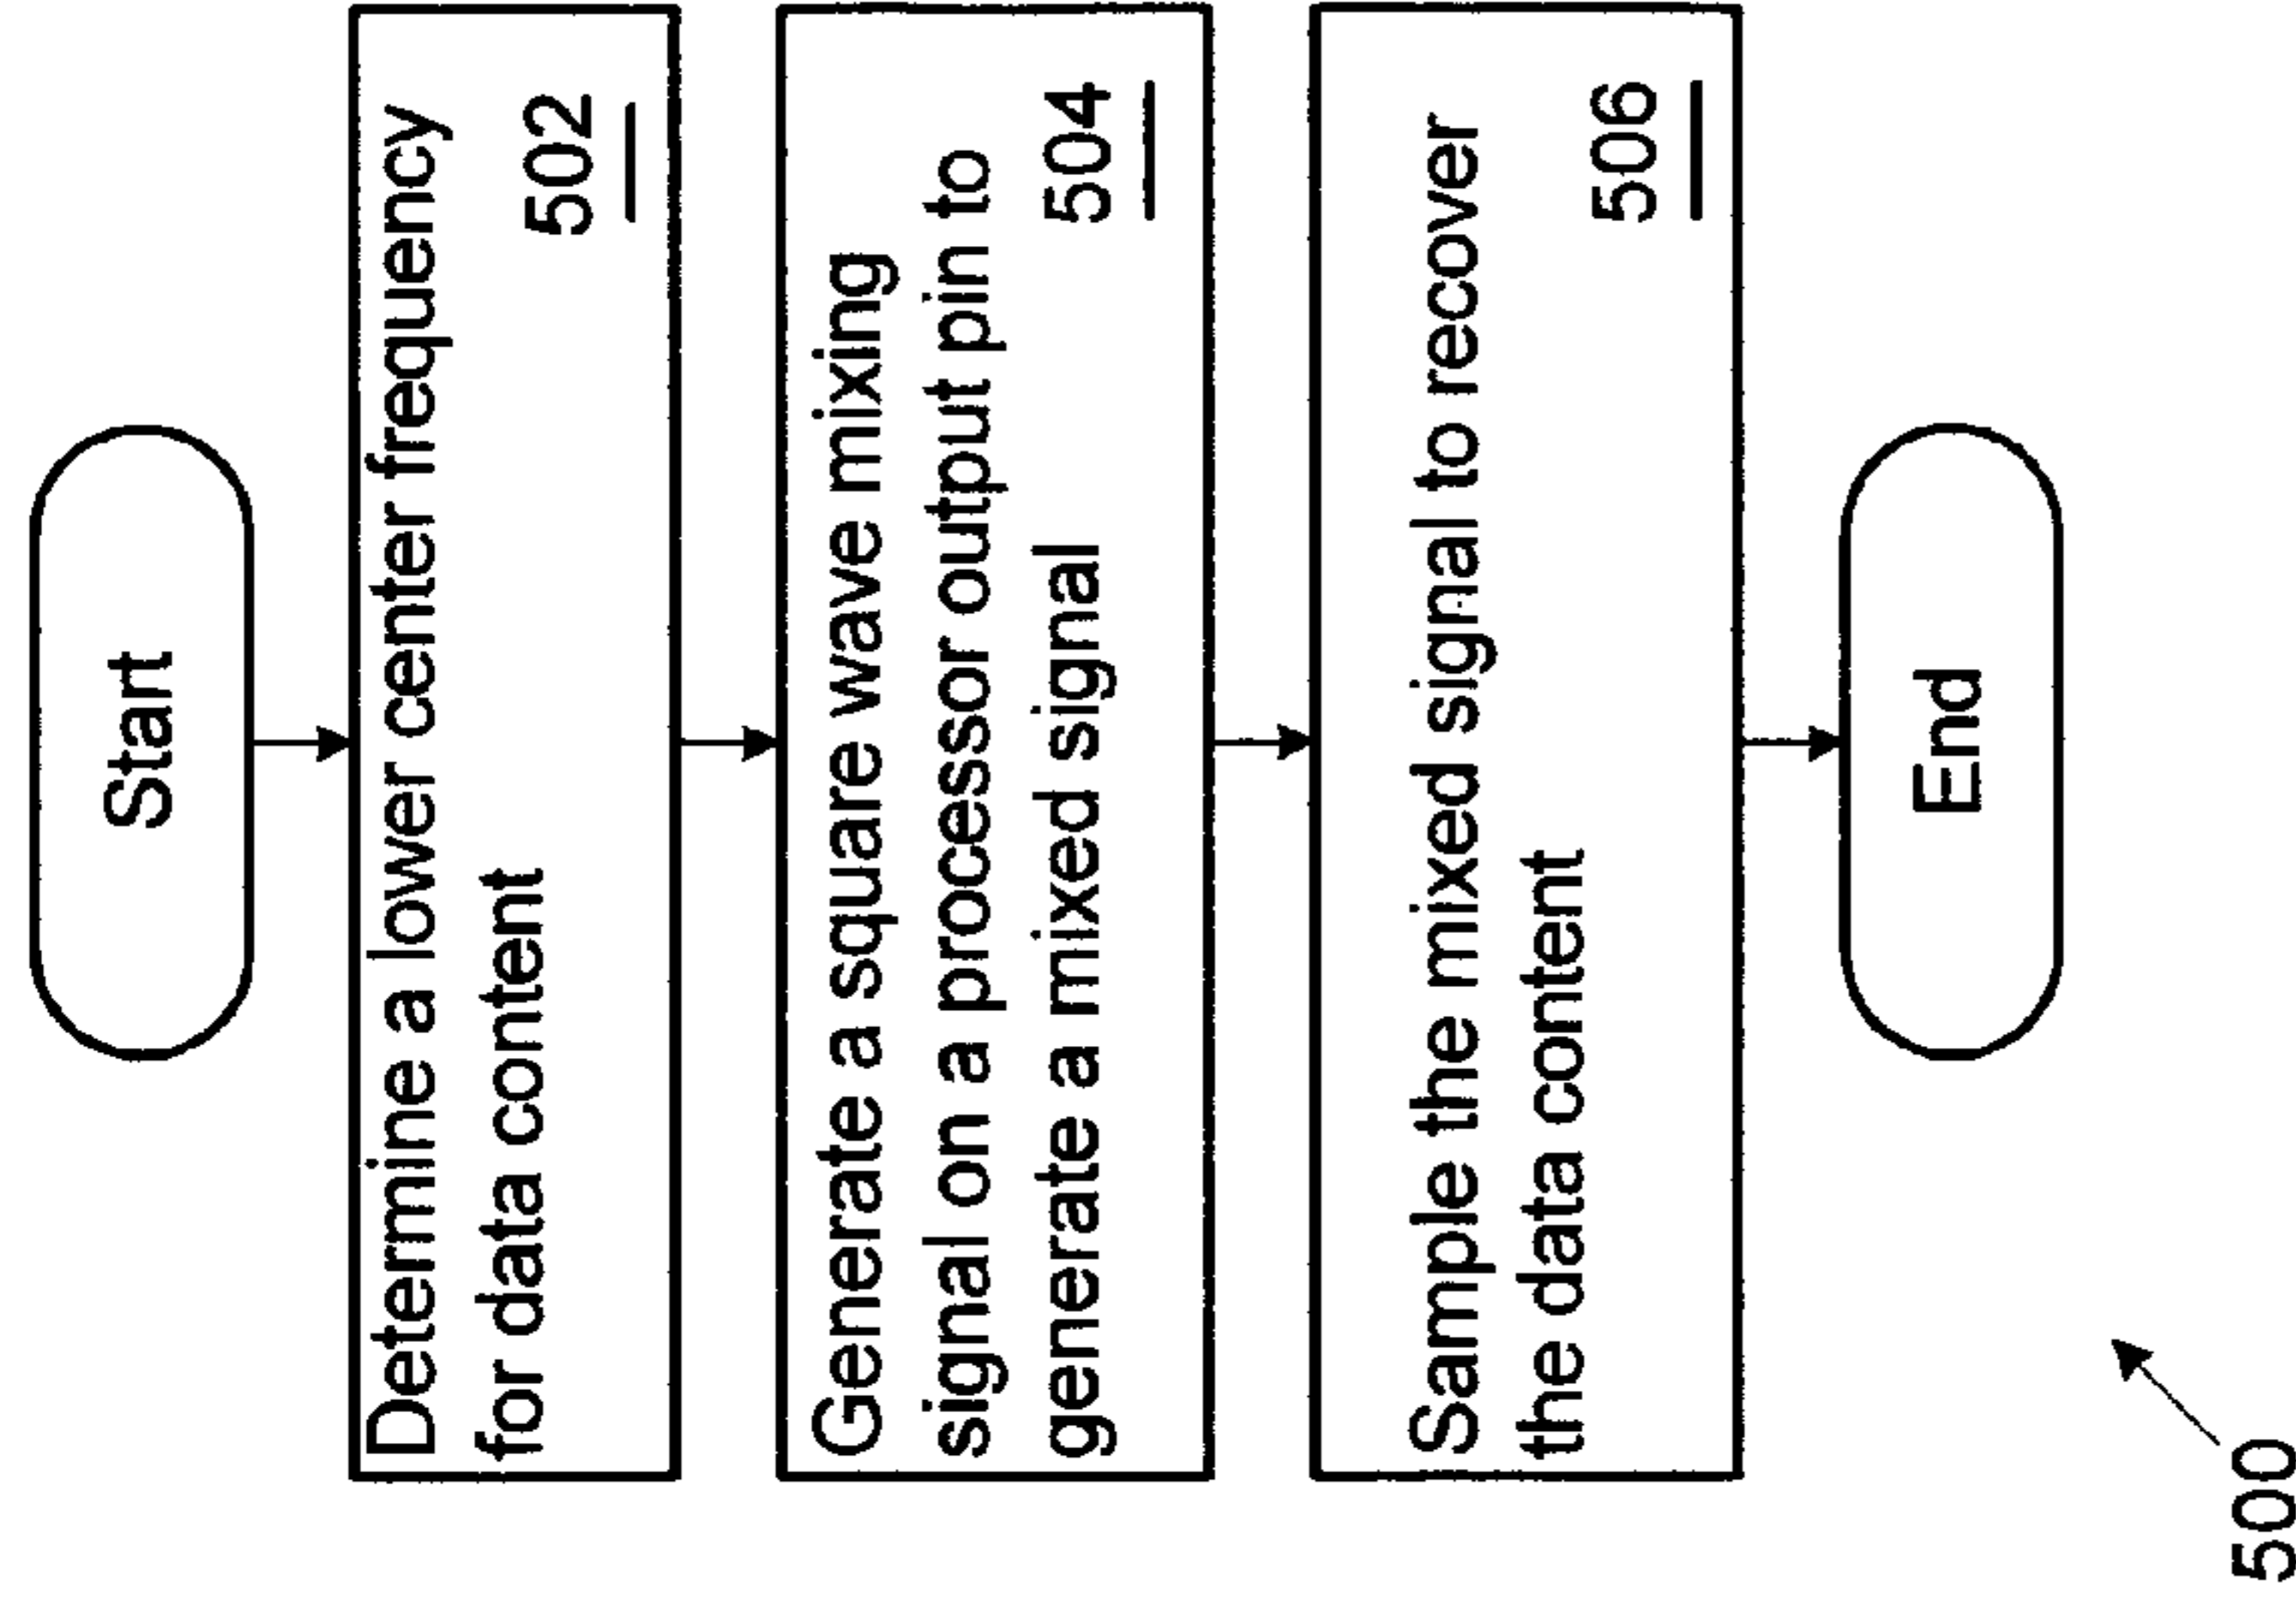 Start
Determine a lower center frequency
for data content
502
Generate a square wave mixing
signal on a processor output pin to
generate a mixed signal
504
Sample the mixed signal to recover
the data content
506
End
500